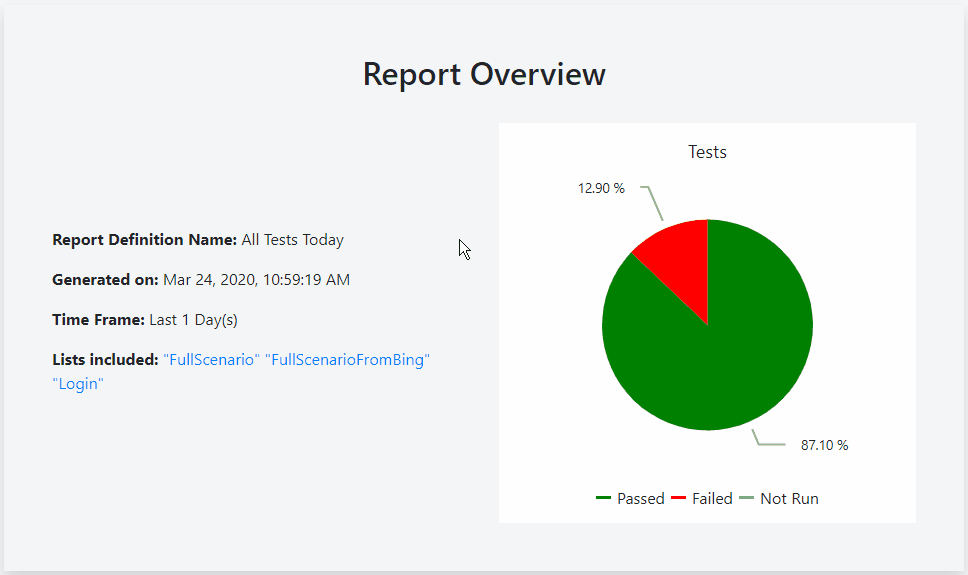 Report Overview
Report Definition Name: All Tests Today
Generated on: Mar 24, 2020, 10:59:19 AM
Time Frame: Last 1 Day(s)
Lists included: "FullScenario" "FullScenarioFromBing"
"Login"
Tests
12.90 %
87.10 %
Passed Failed Not Run